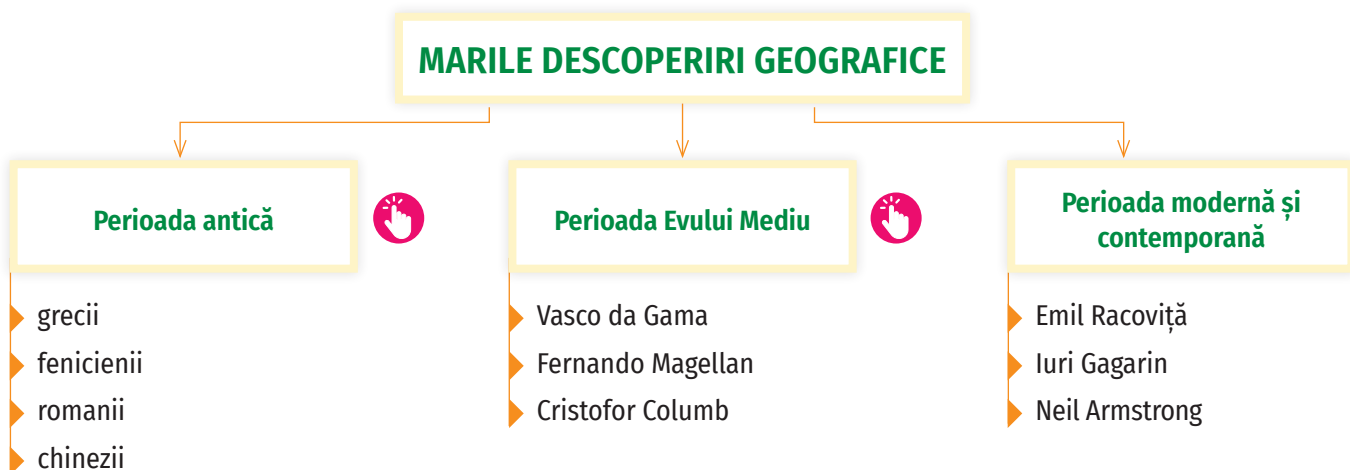 MARILE DESCOPERIRI GEOGRAFICE
Perioada antică
grecii
fenicienii
romanii
chinezii
Perioada Evului Mediu
Vasco da Gama
Fernando Magellan
Cristofor Columb
Perioada modernă și
contemporană
Emil Racoviță
Iuri Gagarin
Neil Armstrong